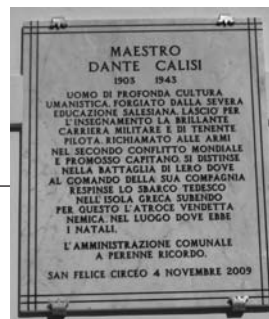 MAESTRO
DANTE CALISI
1903 1943
UOMO DI PROFONDA CULTURA
UMANISTICA, FORGIATO DALLA SEVERA
EDUCAZIONE SALESIANA, LASCIÒ PER
L'INSEGNAMENTO LA BRILLANTE
CARRIERA MILITARE E DI TENENTE
PILOTA. RICHIAMATO ALLE ARMI
NEL SECONDO CONFLITTO MONDIALE
E PROMOSSO CAPITANO, SI DISTINSE
NELLA BATTAGLIA DI LERO DOVE
AL COMANDO DELLA SUA COMPAGNIA
RESPINSE LO SBARCO TEDESCO
NELL'ISOLA GRECA SUBENDO
PER QUESTO L'ATROCE VENDETTA
NEMICA, NEL LUOGO DOVE EBBE
I NATALI.
L'AMMINISTRAZIONE COMUNALE
A PERENNE RICORDO.
SAN FELICE CIRCEO 4 NOVEMBRE 2009